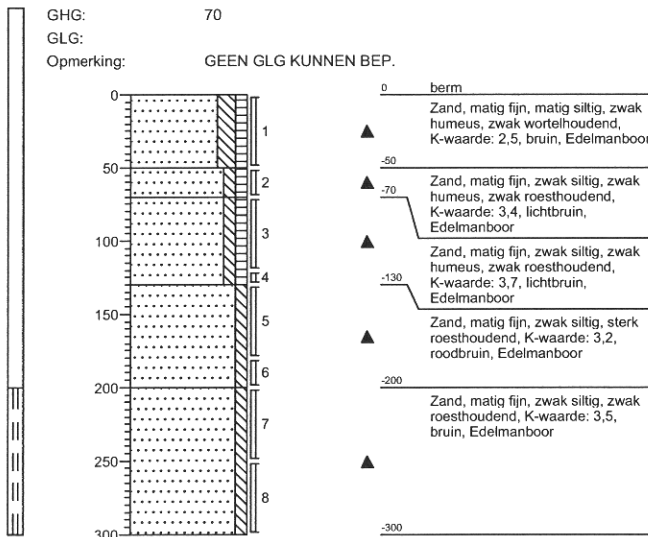 GHG: 70
GLG:
Opmerking: GEEN GLG KUNNEN BEP.
0
50
100
150
200
250
300
1
2
3
4
5
6
7
8
0 berm
Zand, matig fijn, matig siltig, zwak
humeus, zwak wortelhoudend,
K-waarde: 2,5, bruin, Edelmanboor
-50
Zand, matig fijn, zwak siltig, zwak
humeus, zwak roesthoudend,
K-waarde: 3,4, lichtbruin,
Edelmanboor
-70
Zand, matig fijn, zwak siltig, zwak
humeus, zwak roesthoudend,
K-waarde: 3,7, lichtbruin,
Edelmanboor
-130
Zand, matig fijn, zwak siltig, sterk
roesthoudend, K-waarde: 3,2,
roodbruin, Edelmanboor
-200
Zand, matig fijn, zwak siltig, zwak
roesthoudend, K-waarde: 3,5,
bruin, Edelmanboor
-300